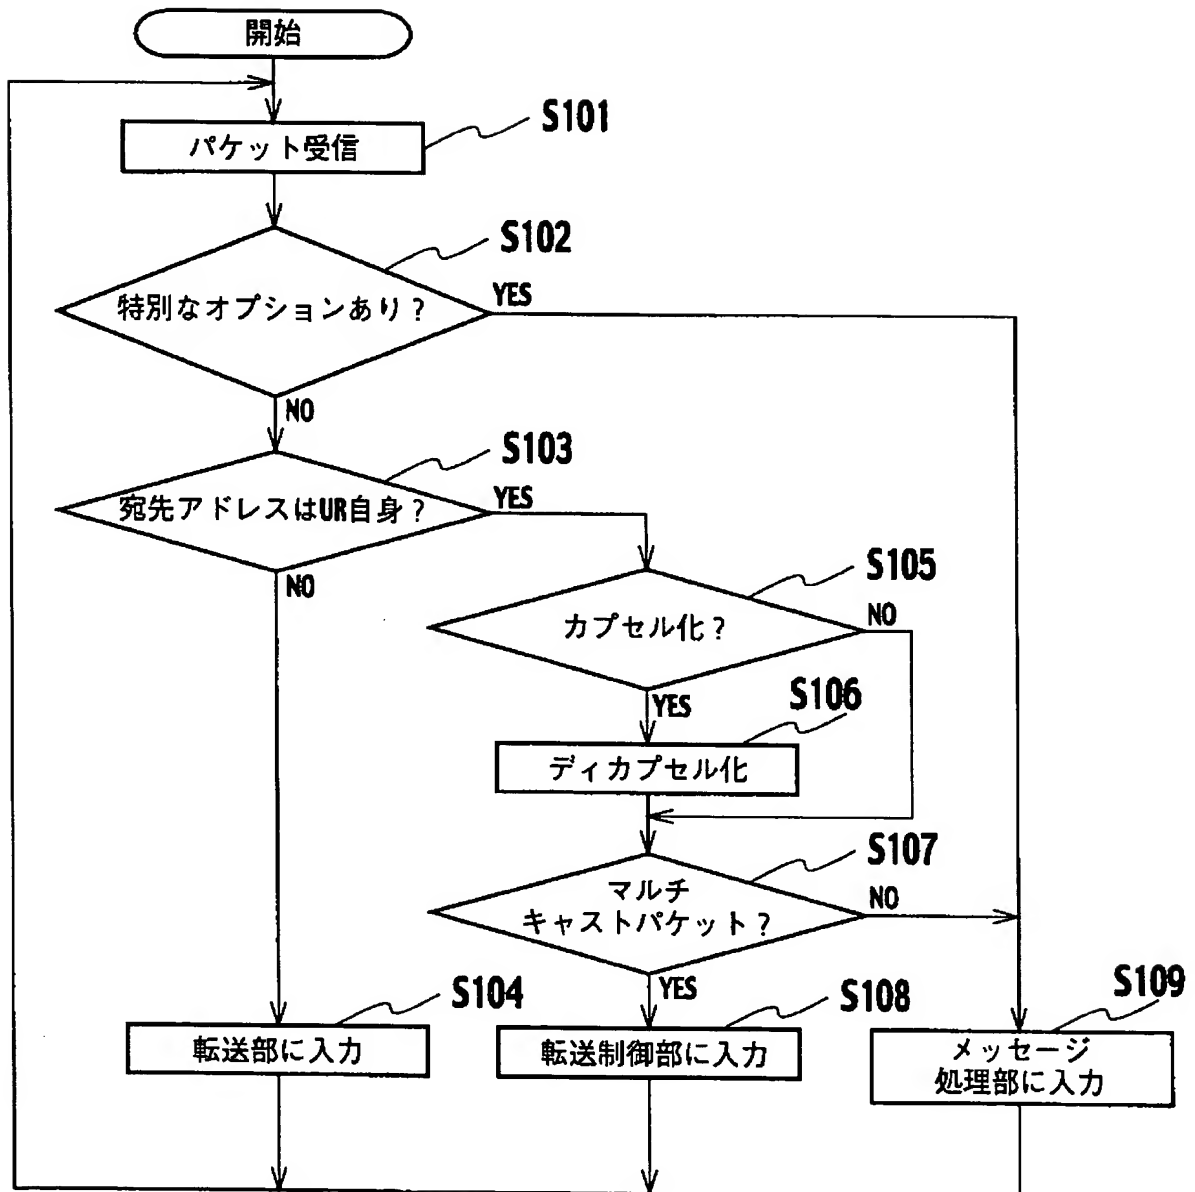 開始
S101
パケット受信
S102
特別なオプションあり？
YES
NO
S103
宛先アドレスはUR自身？
YES
NO
S105
カプセル化？
NO
YES
S106
ディカプセル化
S107
マルチ
キャストパケット？
NO
YES
S104
転送部に入力
S108
転送制御部に入力
S109
メッセージ
処理部に入力